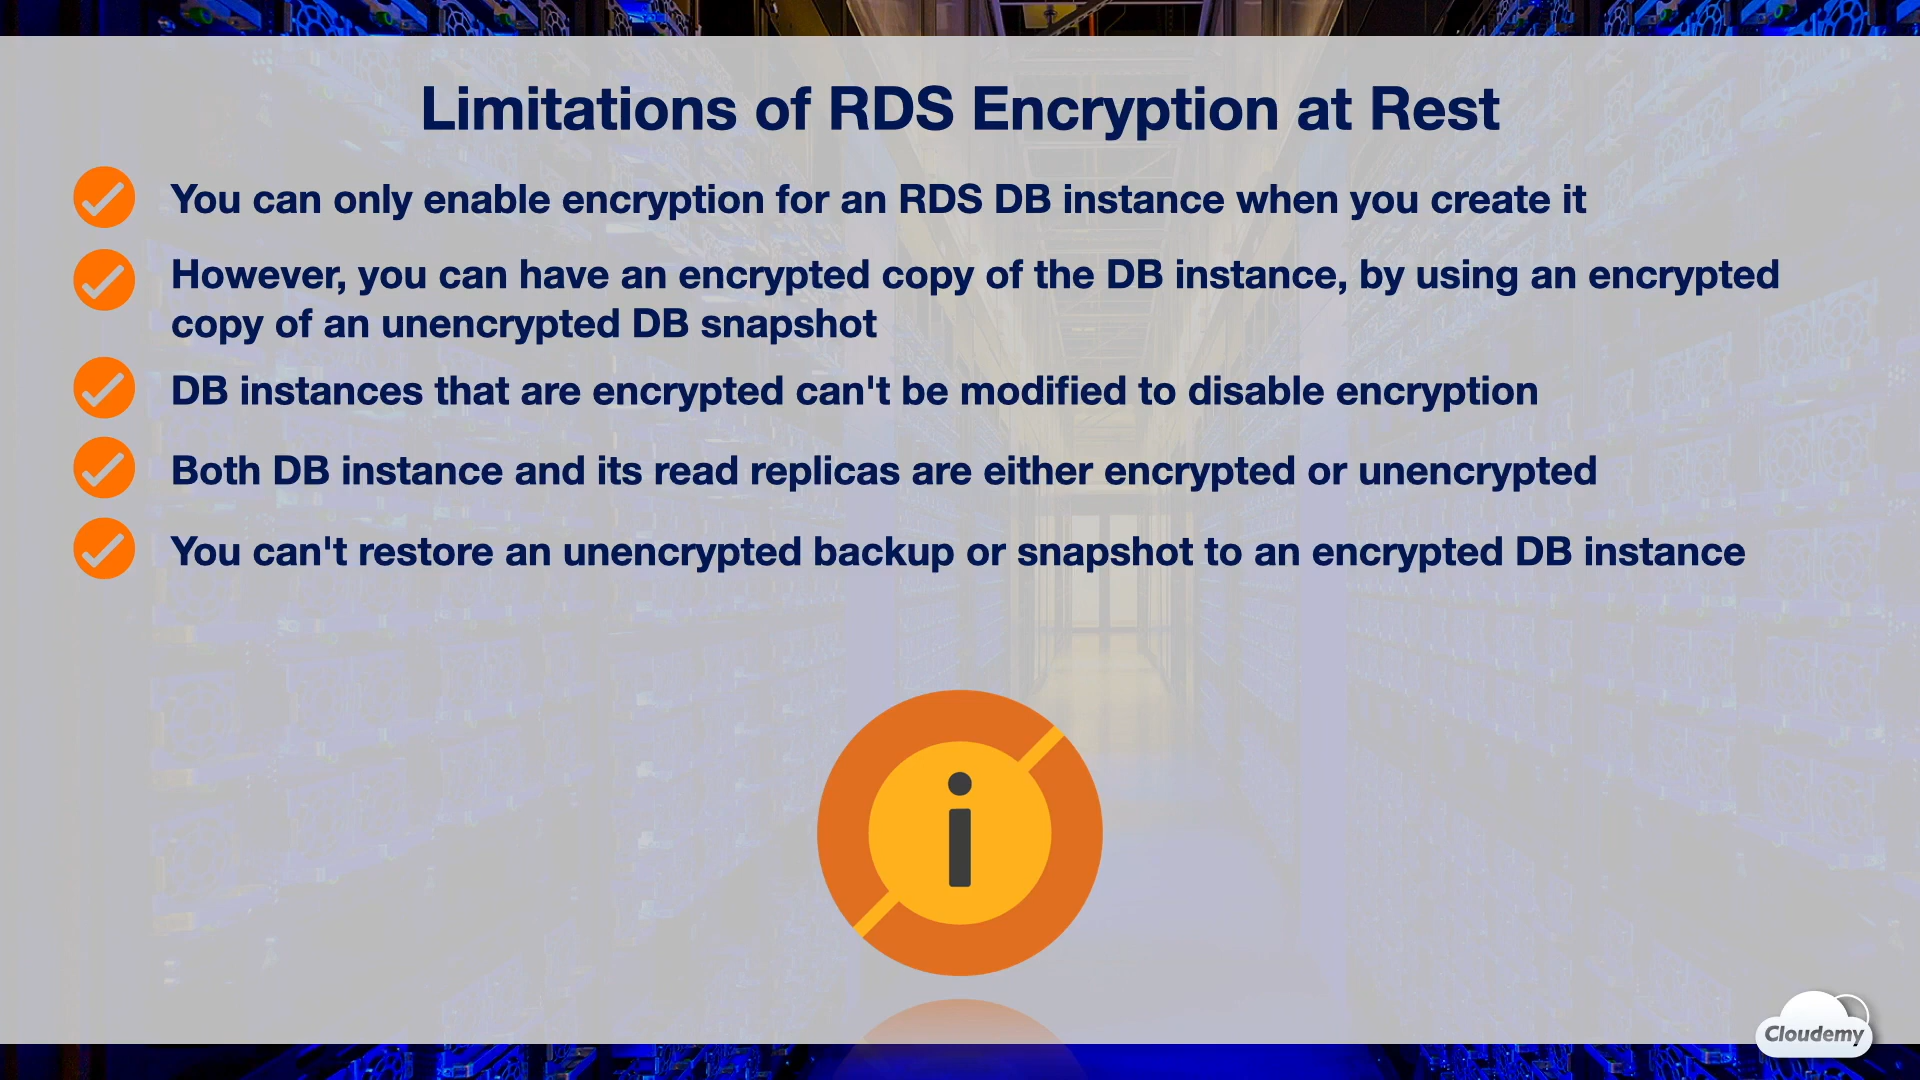 Limitations of RDS Encryption at Rest
You can only enable encryption for an RDS DB instance when you create it
However, you can have an encrypted copy of the DB instance, by using an encrypted
copy of an unencrypted DB snapshot
DB instances that are encrypted can't be modified to disable encryption
Both DB instance and its read replicas are either encrypted or unencrypted
You can't restore an unencrypted backup or snapshot to an encrypted DB instance
i
Cloudemy